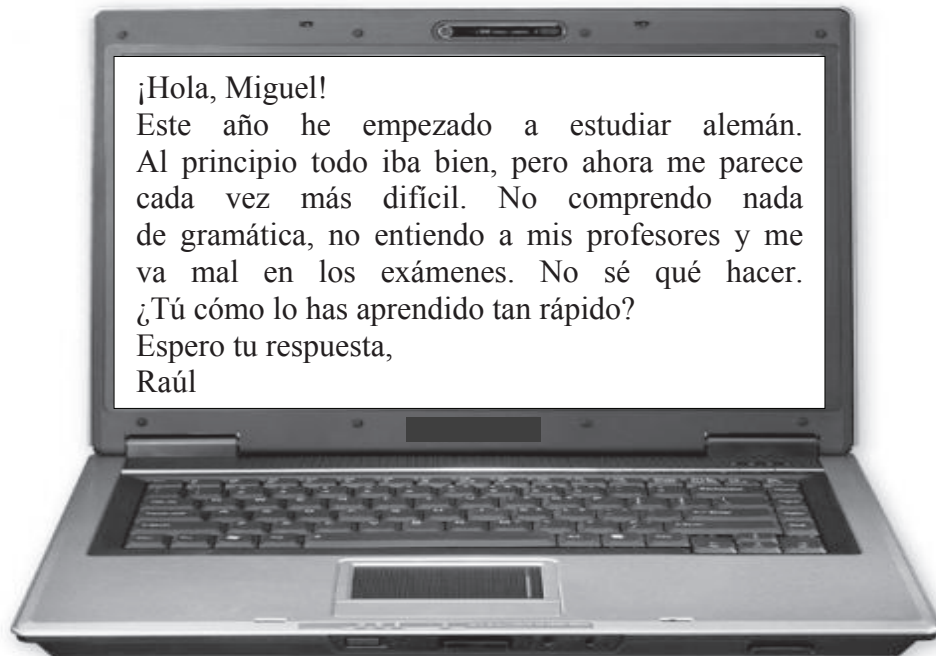 ¡Hola, Miguel!
Este año he empezado a estudiar alemán.
Al principio todo iba bien, pero ahora me parece
cada vez más difícil. No comprendo nada
de gramática, no entiendo a mis profesores y me
va mal en los exámenes. No sé qué hacer.
¿Tú cómo lo has aprendido tan rápido?
Espero tu respuesta,
Raúl